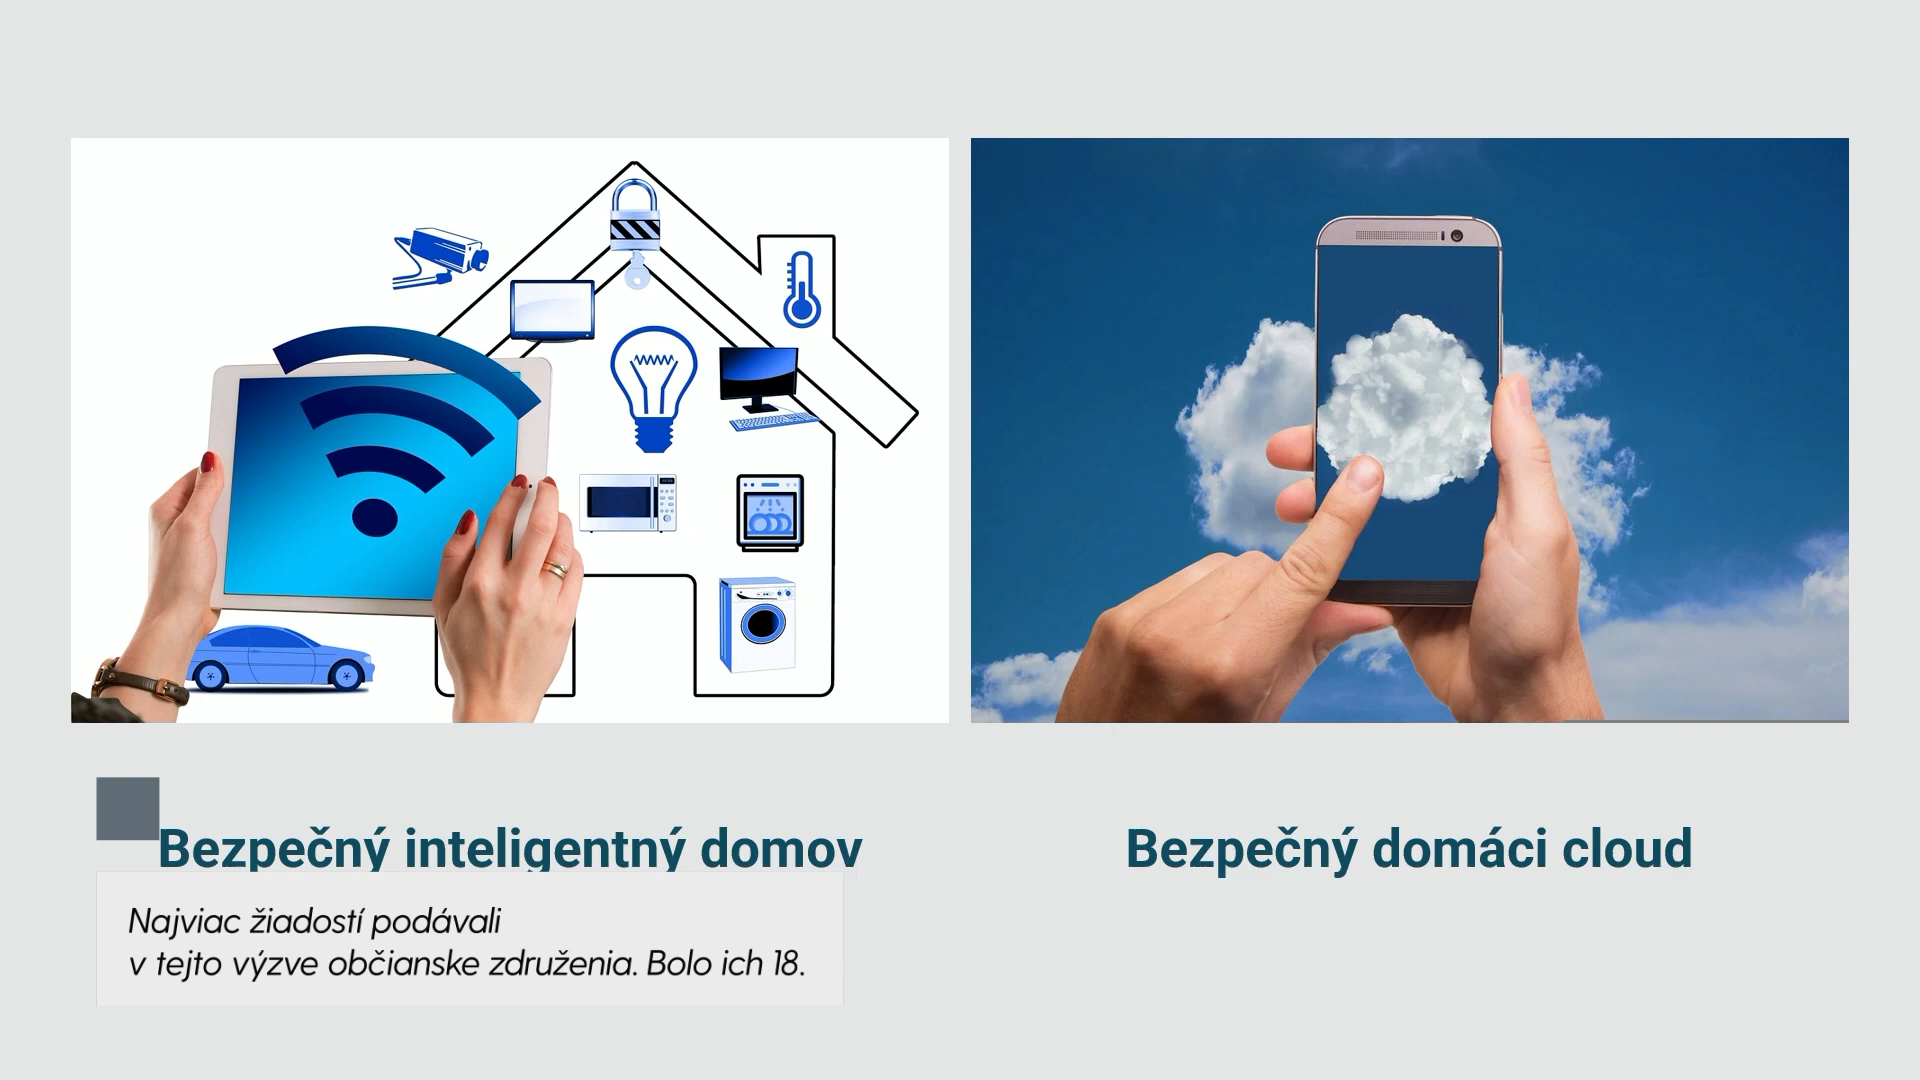 Bezpečný inteligentný domov
Bezpečný domáci cloud
Najviac žiadostí podávali
v tejto výzve občianske združenia. Bolo ich 18.